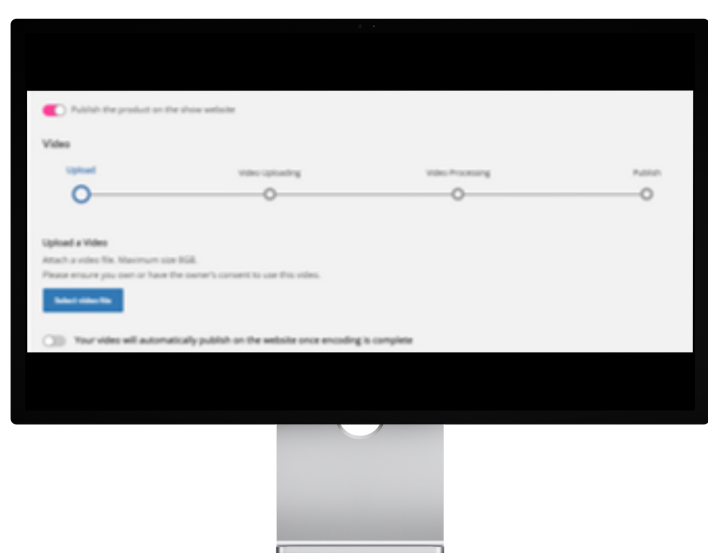 Publish the product on the show website
Video
Upload
Video Uploading
Video Processing
Publish
Upload a Video
Attach a video file. Maximum size 8GB.
Please ensure you own or have the owner's consent to use this video.
Select video file
Your video will automatically publish on the website once encoding is complete